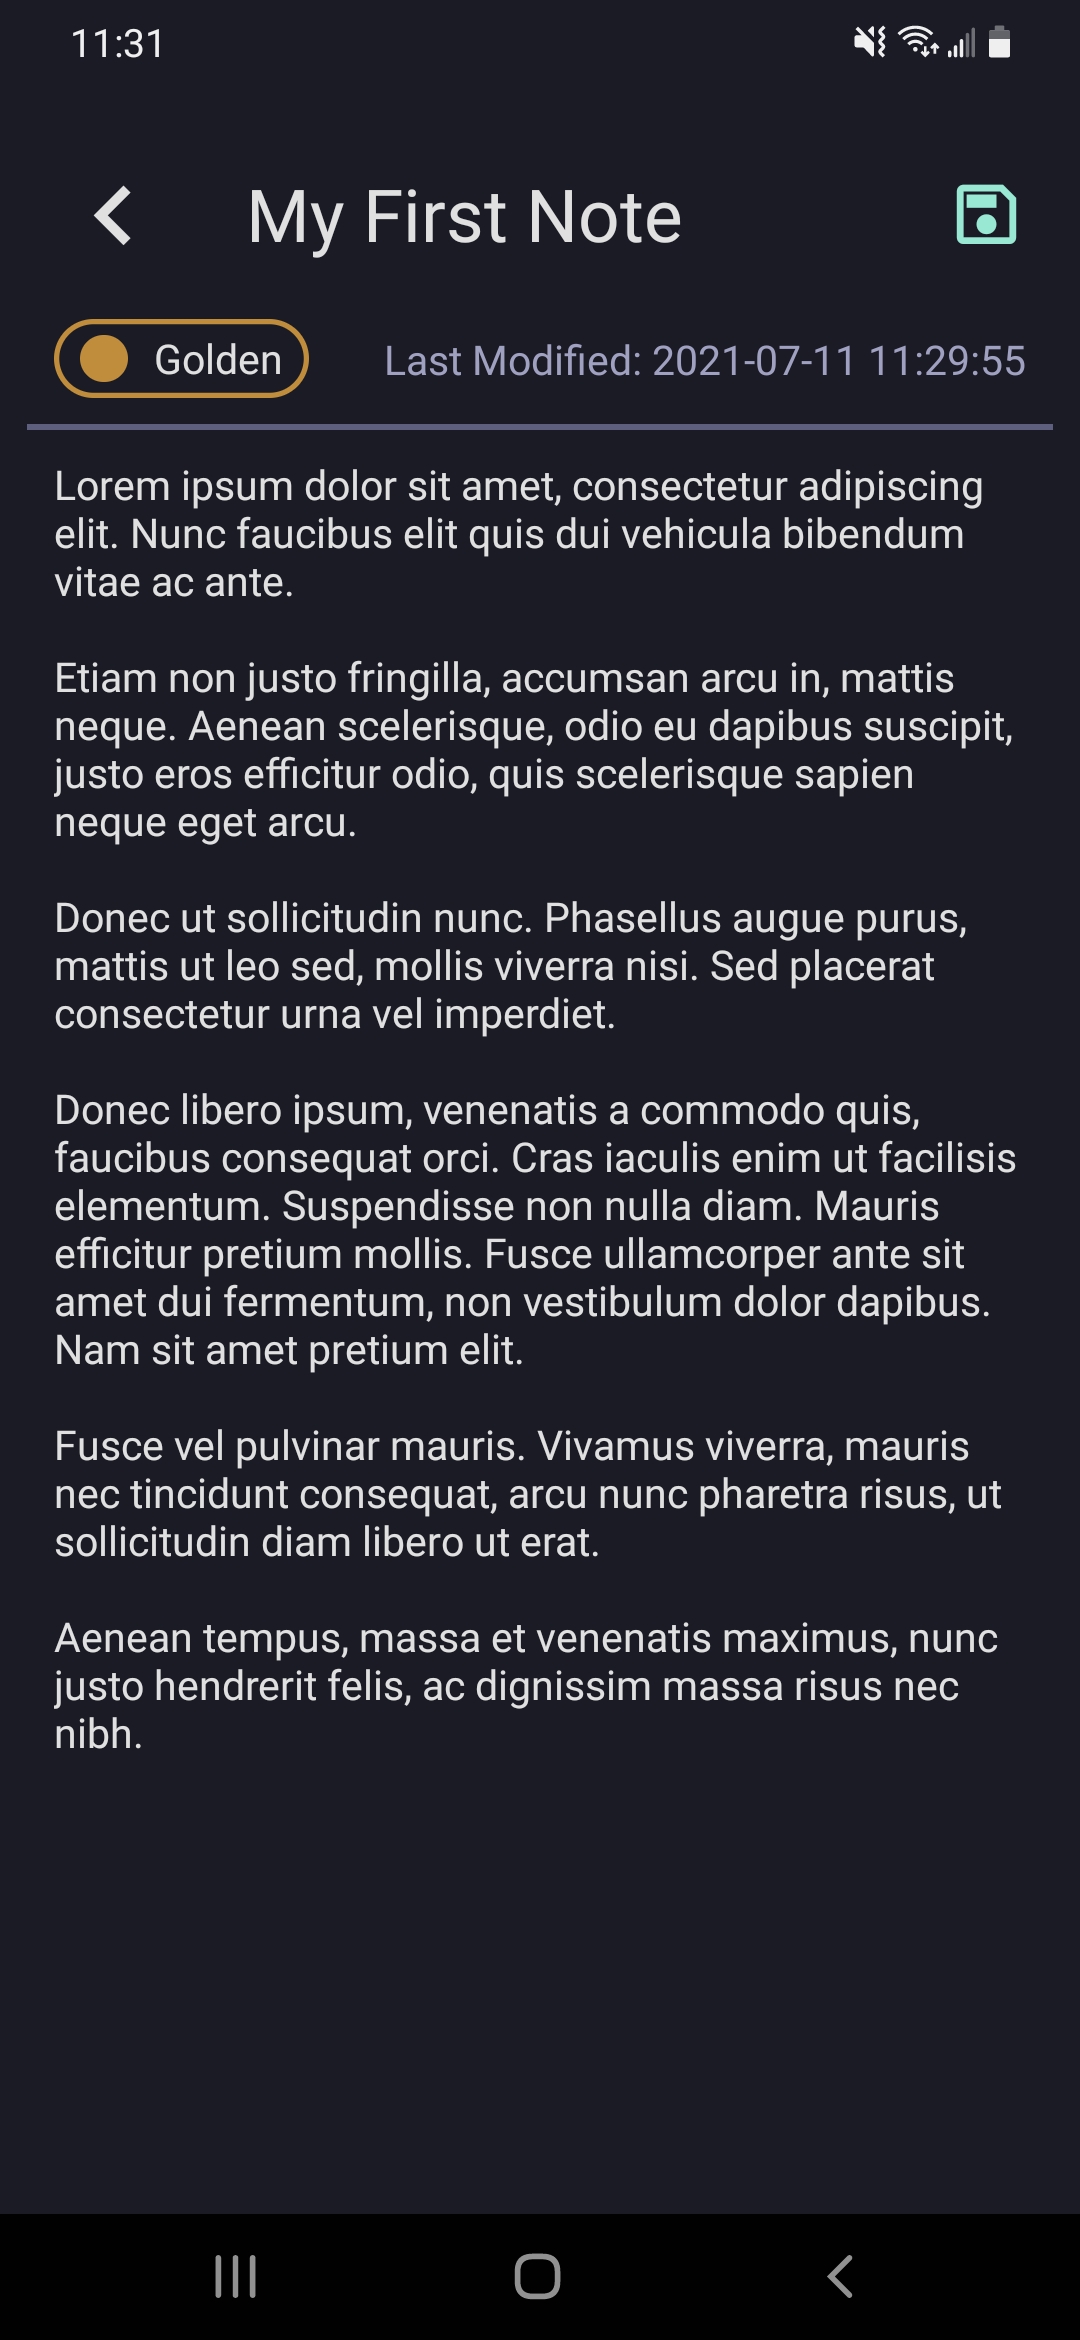 11:31
My First Note
Golden
Last Modified: 2021-07-11 11:29:55
Lorem ipsum dolor sit amet, consectetur adipiscing
elit. Nunc faucibus elit quis dui vehicula bibendum
vitae ac ante.
Etiam non justo fringilla, accumsan arcu in, mattis
neque. Aenean scelerisque, odio eu dapibus suscipit,
justo eros efficitur odio, quis scelerisque sapien
neque eget arcu.
Donec ut sollicitudin nunc. Phasellus augue purus,
mattis ut leo sed, mollis viverra nisi. Sed placerat
consectetur urna vel imperdiet.
Donec libero ipsum, venenatis a commodo quis,
faucibus consequat orci. Cras iaculis enim ut facilisis
elementum. Suspendisse non nulla diam. Mauris
efficitur pretium mollis. Fusce ullamcorper ante sit
amet dui fermentum, non vestibulum dolor dapibus.
Nam sit amet pretium elit.
Fusce vel pulvinar mauris. Vivamus viverra, mauris
nec tincidunt consequat, arcu nunc pharetra risus, ut
sollicitudin diam libero ut erat.
Aenean tempus, massa et venenatis maximus, nunc
justo hendrerit felis, ac dignissim massa risus nec
nibh.